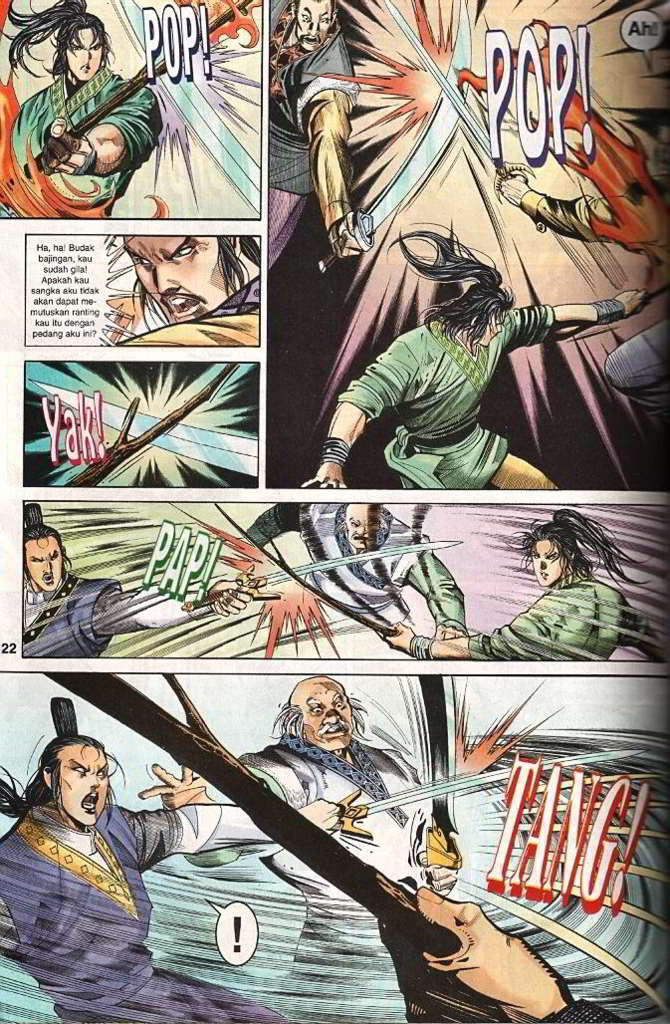 POP!
POP!
Ah!
Ha, ha! Budak
bajingan, kau
sudah gila!
Apakah kau
sangka aku tidak
akan dapat me-
mutuskan ranting
kau itu dengan
pedang aku ini?
Yak!
PAP!
22
TANG!
!